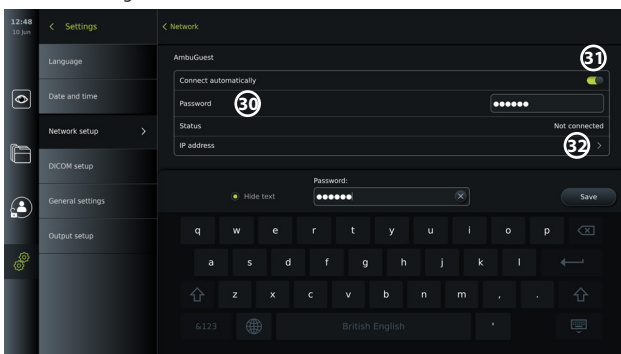 12:48
10 Jun
Settings
Network
Language
Date and time
Network setup
DICOM setup
General settings
Output setup
AmbuGuest
31
Connect automatically
Password
30
●●●●●●
Status
Not connected
IP address
32
Password:
Hide text
●●●●●●
Save
q w e r t y u i o p
a s d f g h j k l
z x c v b n m , .
&123
British English
'